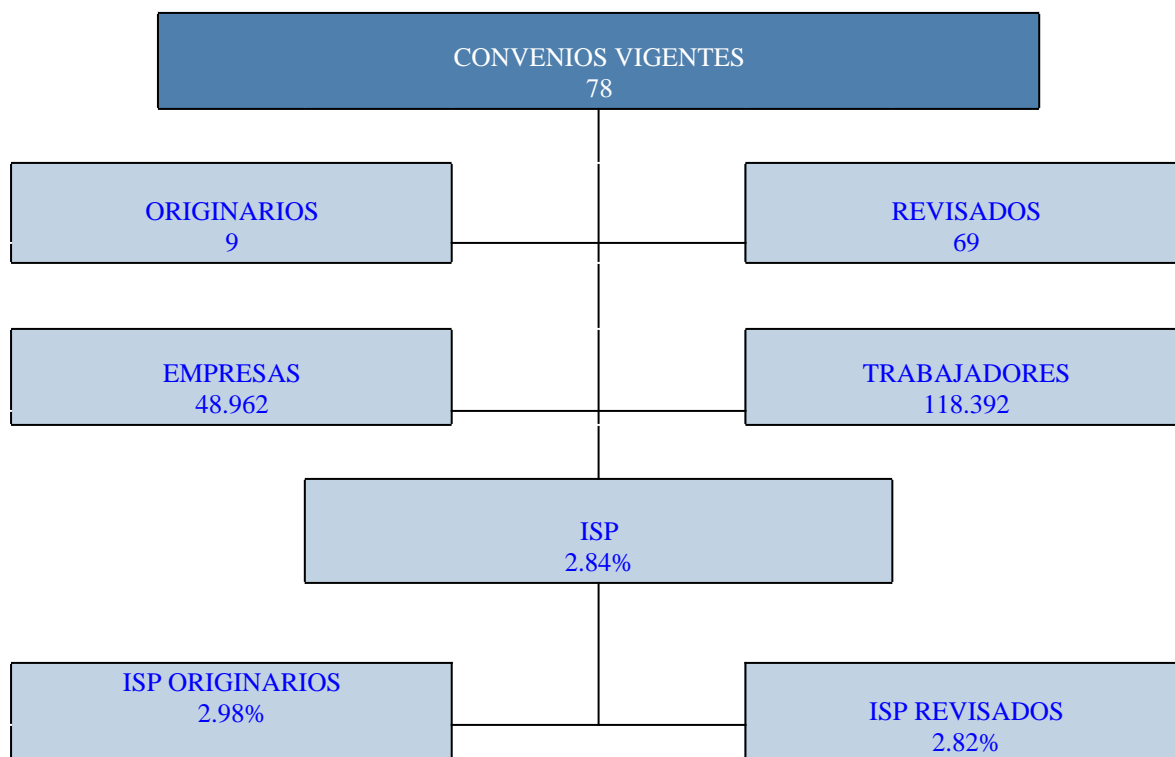 CONVENIOS VIGENTES
78
ORIGINARIOS
9
REVISADOS
69
EMPRESAS
48.962
TRABAJADORES
118.392
ISP
2.84%
ISP ORIGINARIOS
2.98%
ISP REVISADOS
2.82%